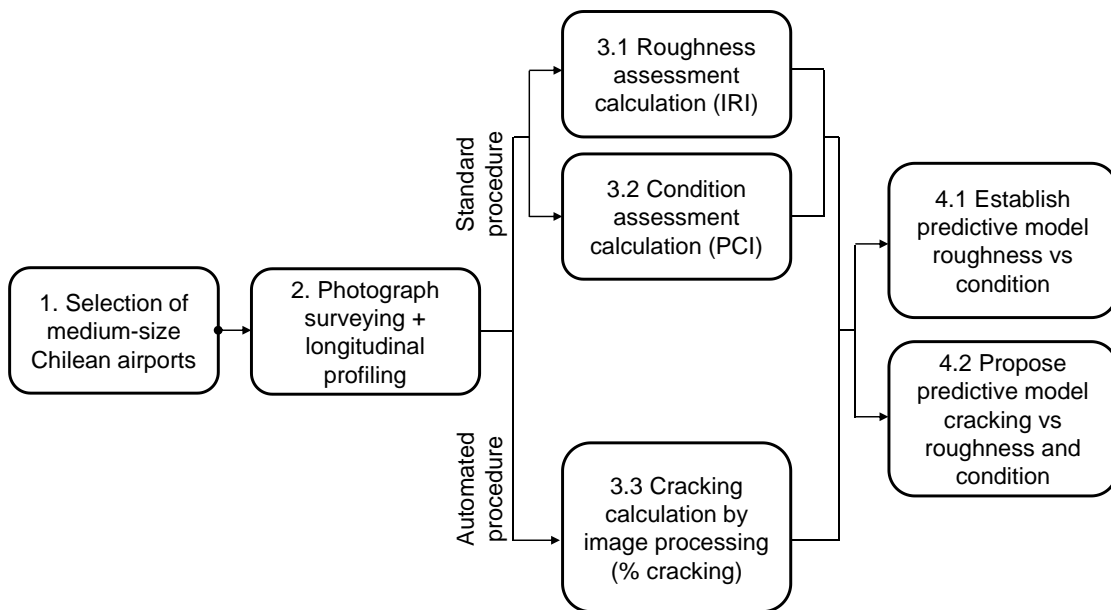 1. Selection of
medium-size
Chilean airports
2. Photograph
surveying +
longitudinal
profiling
Standard
procedure
Automated
procedure
3.1 Roughness
assessment
calculation (IRI)
3.2 Condition
assessment
calculation (PCI)
3.3 Cracking
calculation by
image processing
(% cracking)
4.1 Establish
predictive model
roughness vs
condition
4.2 Propose
predictive model
cracking vs
roughness and
condition